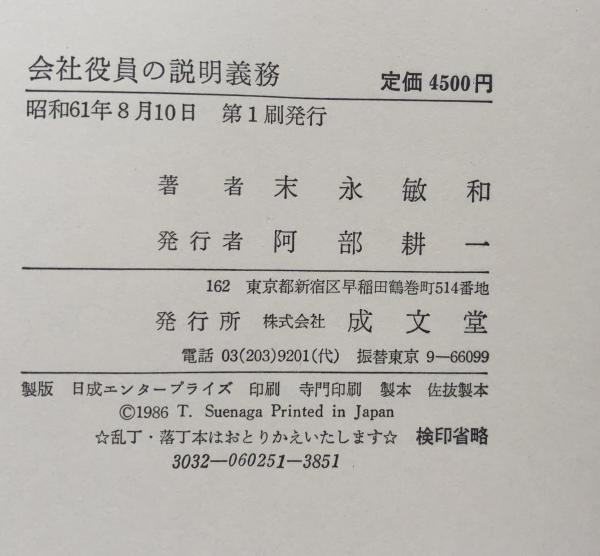 会社役員の説明義務 定価 4500円
昭和61年8月10日 第1刷発行
著者 末永敏和
発行者 阿部耕一
162 東京都新宿区早稲田鶴巻町514番地
発行所 株式会社 成文堂
電話 03(203)9201(代) 振替東京 9―66099
製版 日成エンタープライズ 印刷 寺門印刷 製本 佐抜製本
©1986 T. Suenaga Printed in Japan
☆乱丁・落丁本はおとりかえいたします☆ 検印省略
3032―060251―3851